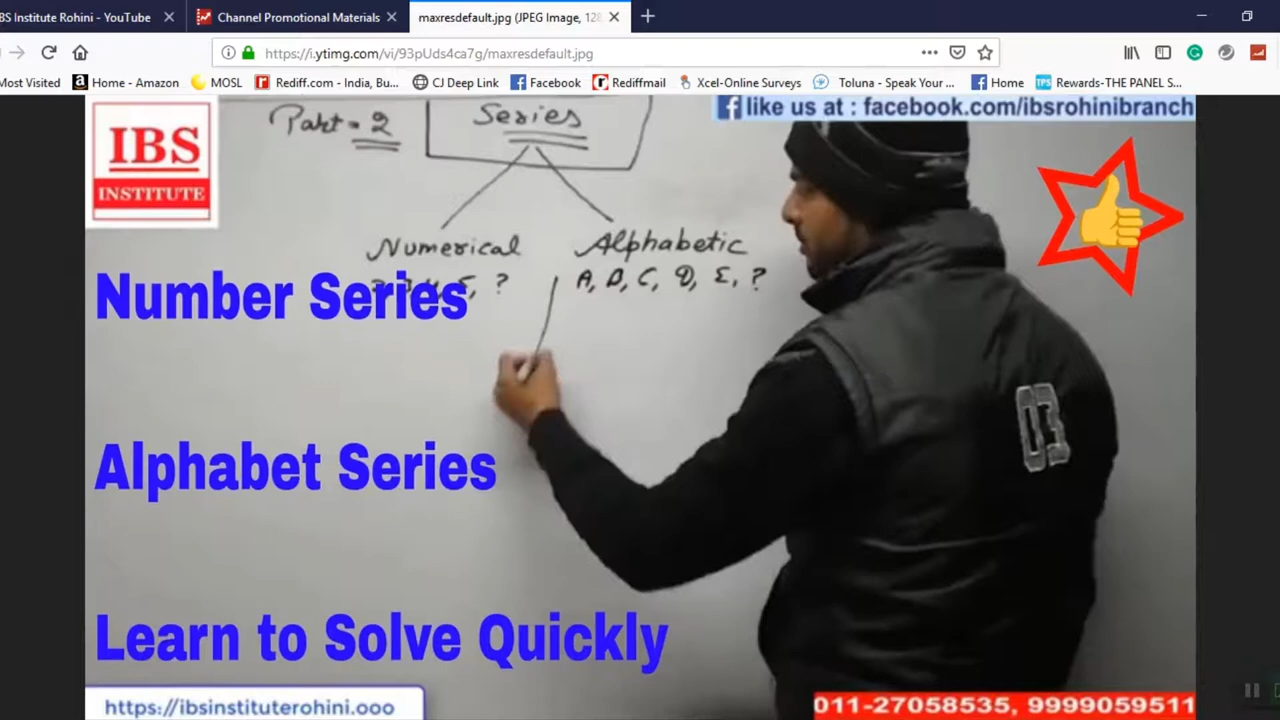 BS Institute Rohini - YouTube
Channel Promotional Materials
maxresdefault.jpg (JPEG Image, 128
https://i.ytimg.com/vi/93pUds4ca7g/maxresdefault.jpg
Most Visited
Home - Amazon
MOSL
Rediff.com - India, Bu...
CJ Deep Link
Facebook
Rediffmail
Xcel-Online Surveys
Toluna - Speak Your ...
Home
Rewards-THE PANEL S
IBS
INSTITUTE
Part = 2
Series
like us at : facebook.com/ibsrohinibranch
Numerical
Alphabetic
A, B, C, D, E, ?
Number Series
Alphabet Series
Learn to Solve Quickly
03
https://ibsinstituterohini.ooo
011-27058535, 9999059511